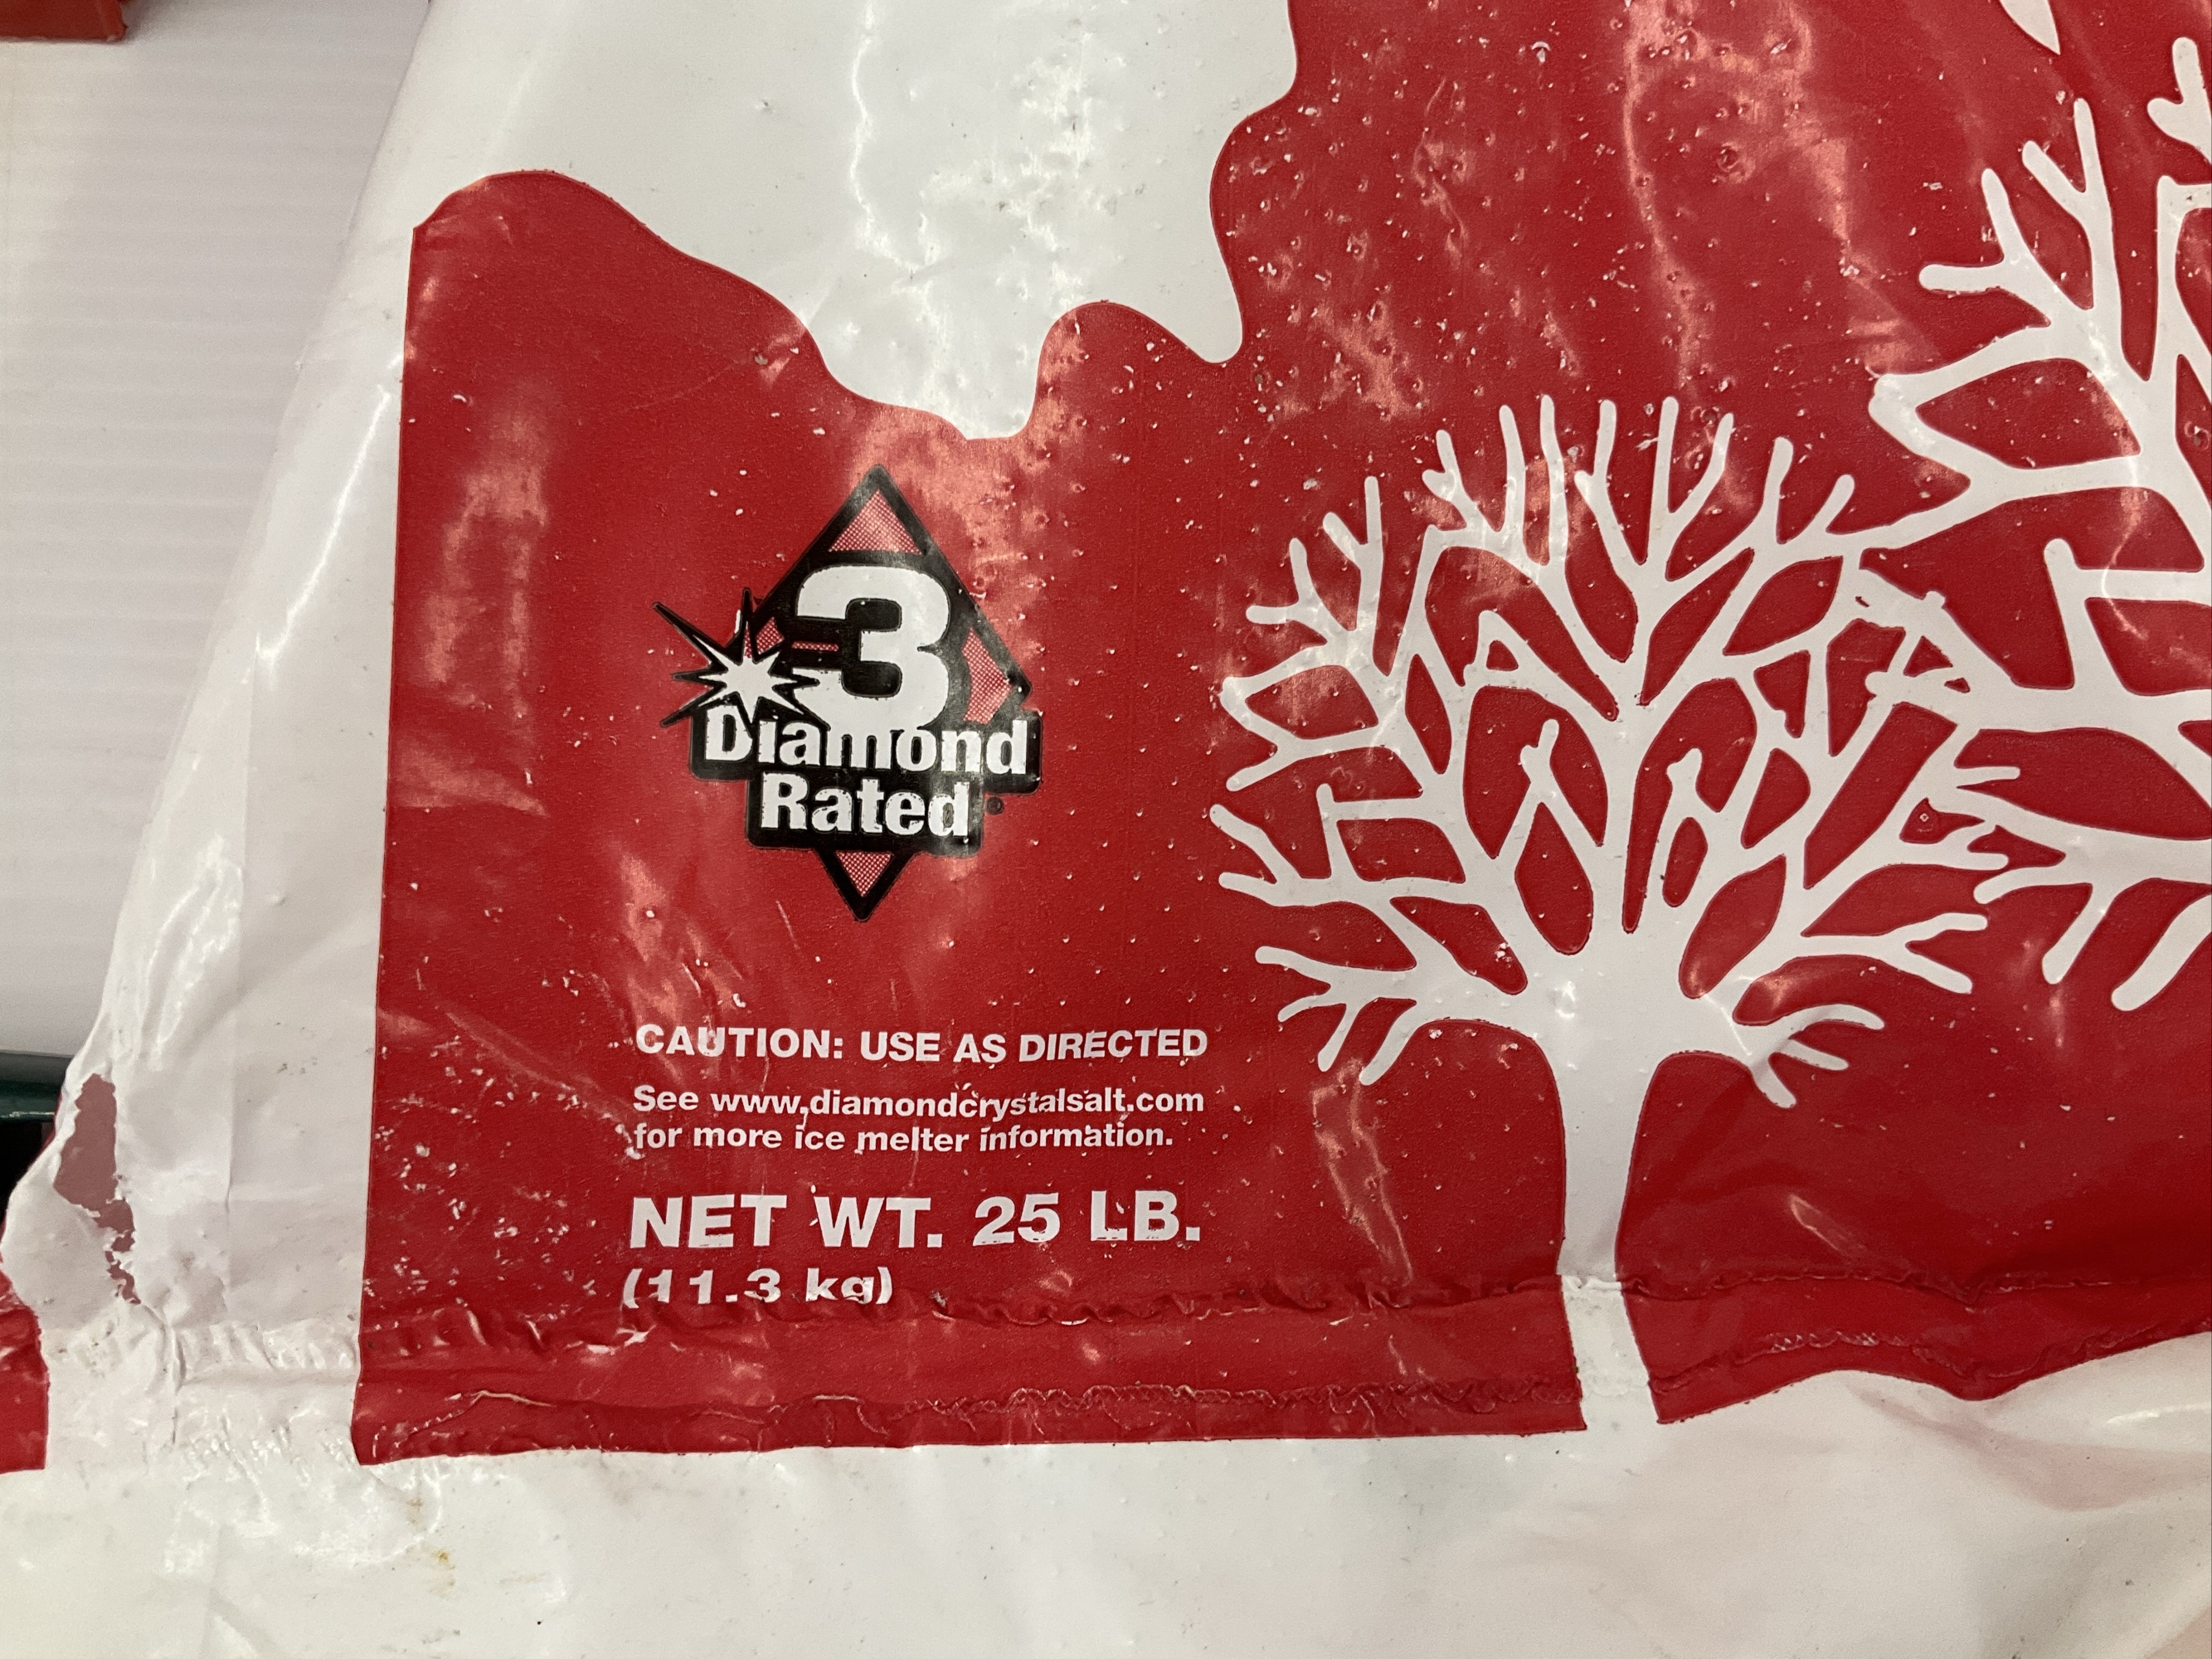 3
Diamond
Rated®
CAUTION: USE AS DIRECTED
See www.diamondcrystalsalt.com
for more ice melter information.
NET WT. 25 LB.
(11.3 kg)